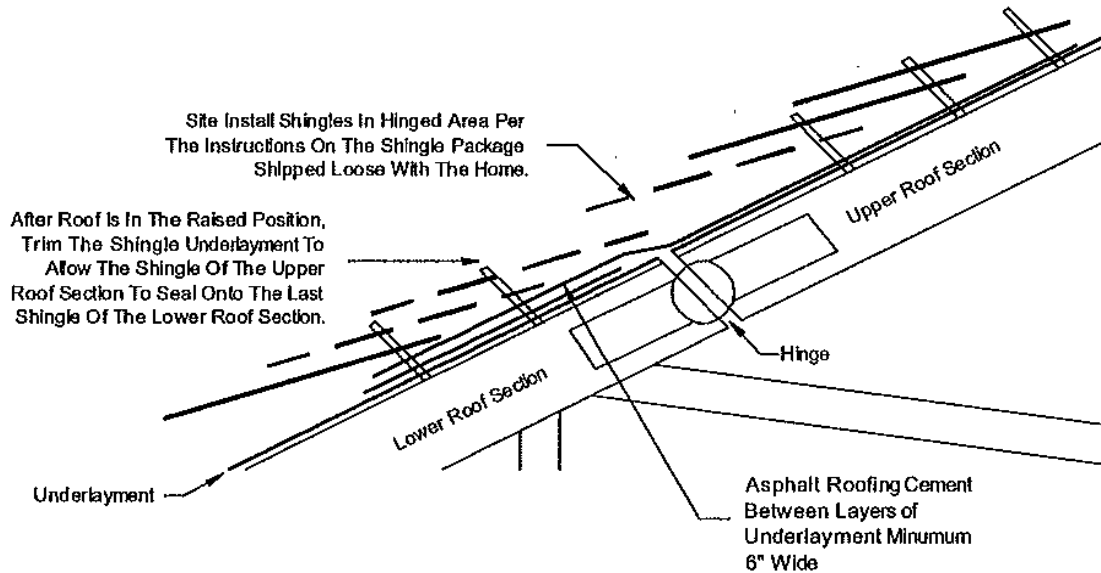 Site Install Shingles In Hinged Area Per
The Instructions On The Shingle Package
Shipped Loose With The Home.
After Roof Is In The Raised Position,
Trim The Shingle Underlayment To
Allow The Shingle Of The Upper
Roof Section To Seal Onto The Last
Shingle Of The Lower Roof Section.
Upper Roof Section
Hinge
Lower Roof Section
Underlayment
Asphalt Roofing Cement
Between Layers of
Underlayment Minumum
6" Wide